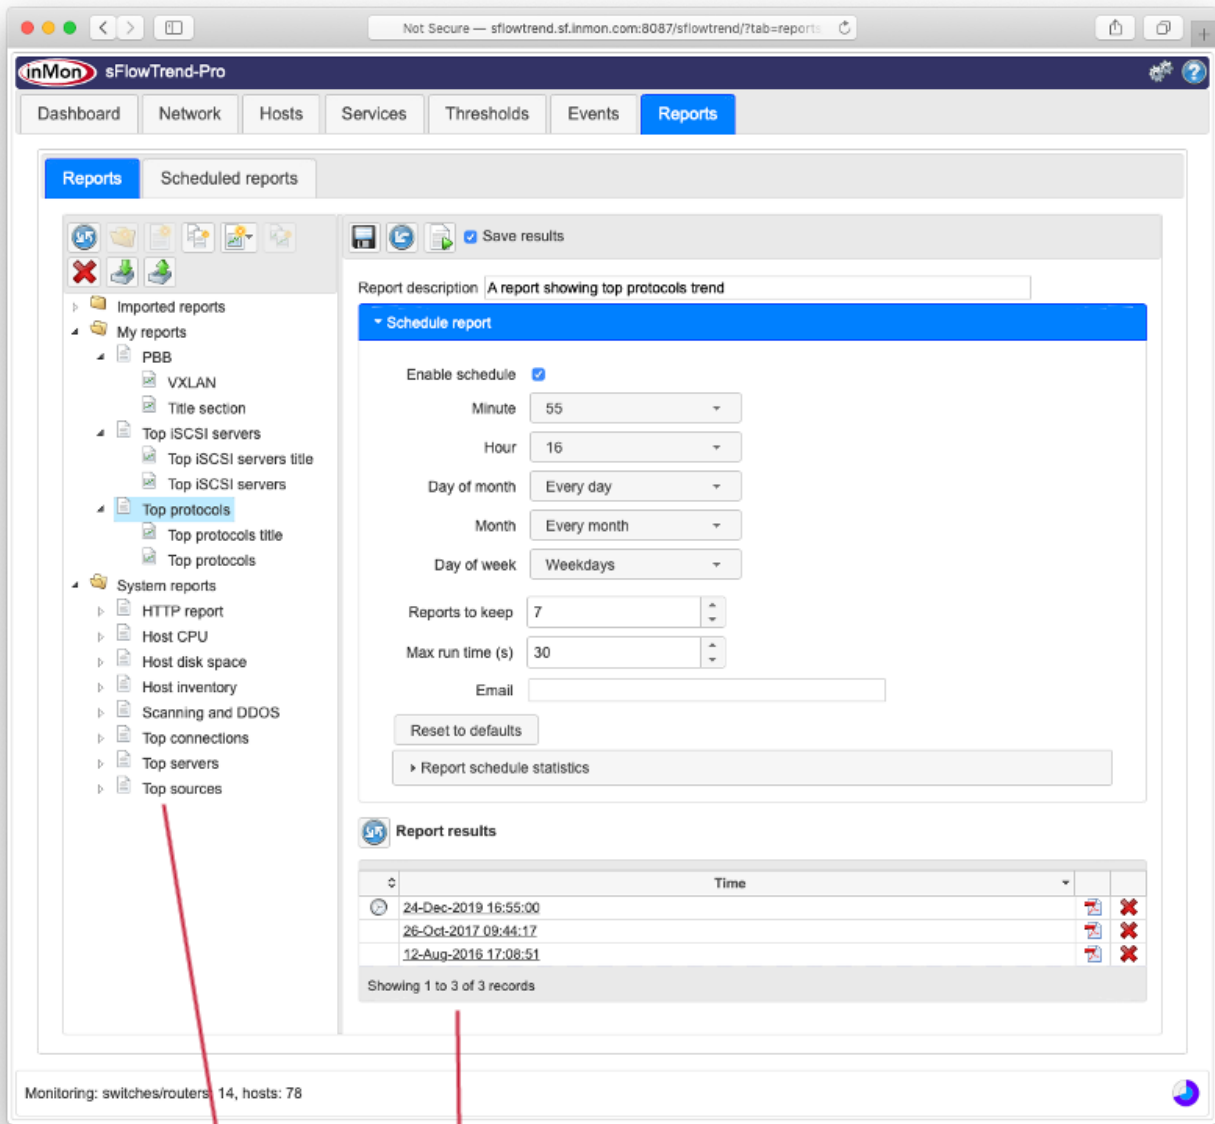 Not Secure — sflowtrend.sf.inmon.com:8087/sflowtrend/?tab=reports
inMon sFlowTrend-Pro
Dashboard Network Hosts Services Thresholds Events Reports
Reports Scheduled reports
Save results
Report description A report showing top protocols trend
Imported reports
My reports
PBB
VXLAN
Title section
Top iSCSI servers
Top iSCSI servers title
Top iSCSI servers
Top protocols
Top protocols title
Top protocols
System reports
HTTP report
Host CPU
Host disk space
Host inventory
Scanning and DDOS
Top connections
Top servers
Top sources
Schedule report
Enable schedule
Minute 55
Hour 16
Day of month Every day
Month Every month
Day of week Weekdays
Reports to keep 7
Max run time (s) 30
Email
Reset to defaults
Report schedule statistics
Report results
Time
24-Dec-2019 16:55:00
26-Oct-2017 09:44:17
12-Aug-2016 17:08:51
Showing 1 to 3 of 3 records
Monitoring: switches/routers: 14, hosts: 78